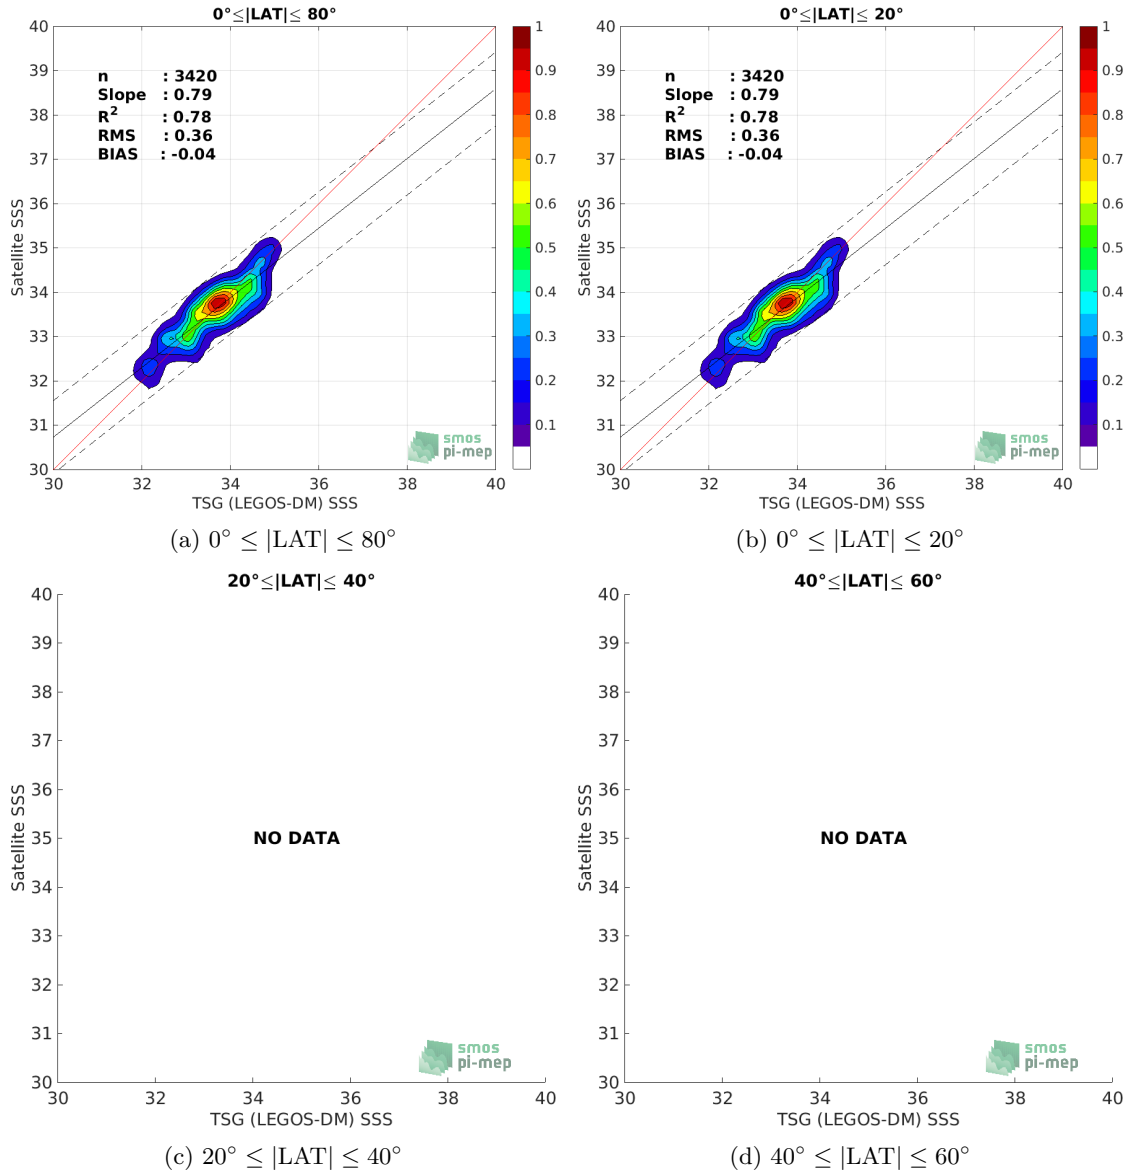 0°≤|LAT|≤ 80°
40
39
38
37
36
35
34
33
32
31
30
Satellite SSS
n : 3420
Slope : 0.79
R² : 0.78
RMS : 0.36
BIAS : -0.04
smos
pi-mep
30 32 34 36 38 40
TSG (LEGOS-DM) SSS
1
0.9
0.8
0.7
0.6
0.5
0.4
0.3
0.2
0.1
(a) 0° ≤ |LAT| ≤ 80°
0°≤|LAT|≤ 20°
40
39
38
37
36
35
34
33
32
31
30
Satellite SSS
n : 3420
Slope : 0.79
R² : 0.78
RMS : 0.36
BIAS : -0.04
smos
pi-mep
30 32 34 36 38 40
TSG (LEGOS-DM) SSS
1
0.9
0.8
0.7
0.6
0.5
0.4
0.3
0.2
0.1
(b) 0° ≤ |LAT| ≤ 20°
20°≤|LAT|≤ 40°
40
39
38
37
36
35
34
33
32
31
30
Satellite SSS
NO DATA
smos
pi-mep
30 32 34 36 38 40
TSG (LEGOS-DM) SSS
(c) 20° ≤ |LAT| ≤ 40°
40°≤|LAT|≤ 60°
40
39
38
37
36
35
34
33
32
31
30
Satellite SSS
NO DATA
smos
pi-mep
30 32 34 36 38 40
TSG (LEGOS-DM) SSS
(d) 40° ≤ |LAT| ≤ 60°